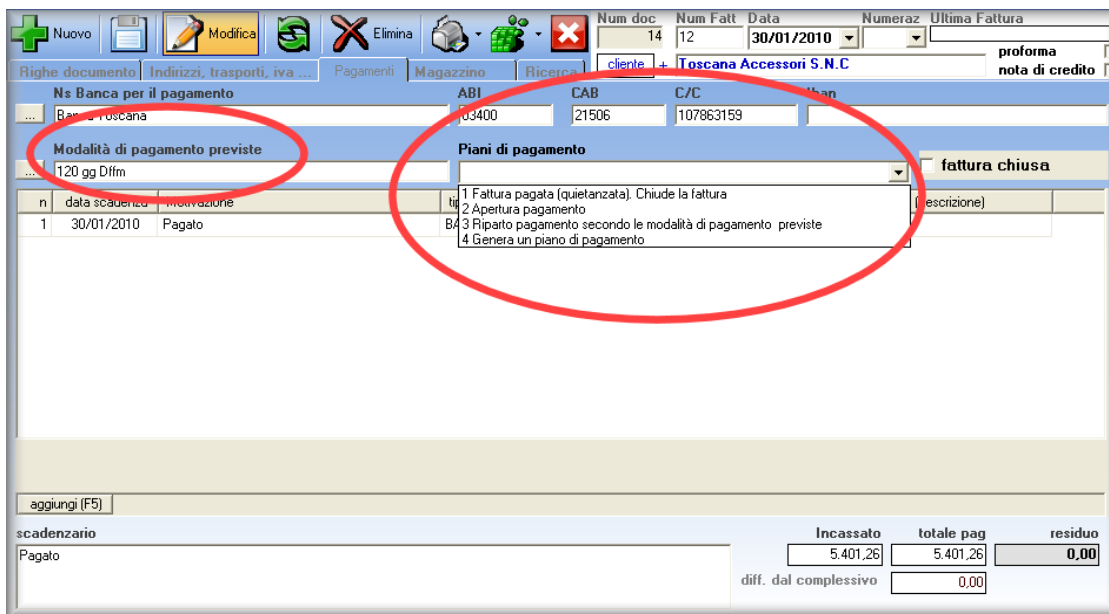 Nuovo Modifica Elimina
Num doc Num Fatt Data Numeraz Ultima Fattura
14 12 30/01/2010
proforma
cliente + Toscana Accessori S.N.C nota di credito
Righe documento Indirizzi, trasporti, iva ... Pagamenti Magazzino Ricerca
Ns Banca per il pagamento ABI CAB C/C Iban
... Banca Toscana 03400 21506 107863159
Modalità di pagamento previste Piani di pagamento
... 120 gg Dffm fattura chiusa
1 Fattura pagata (quietanzata). Chiude la fattura
2 Apertura pagamento
3 Riparto pagamento secondo le modalità di pagamento previste
4 Genera un piano di pagamento
n data scadenza Motivazione (descrizione)
1 30/01/2010 Pagato
aggiungi (F5)
scadenzario Incassato totale pag residuo
Pagato 5.401,26 5.401,26 0,00
diff. dal complessivo 0,00